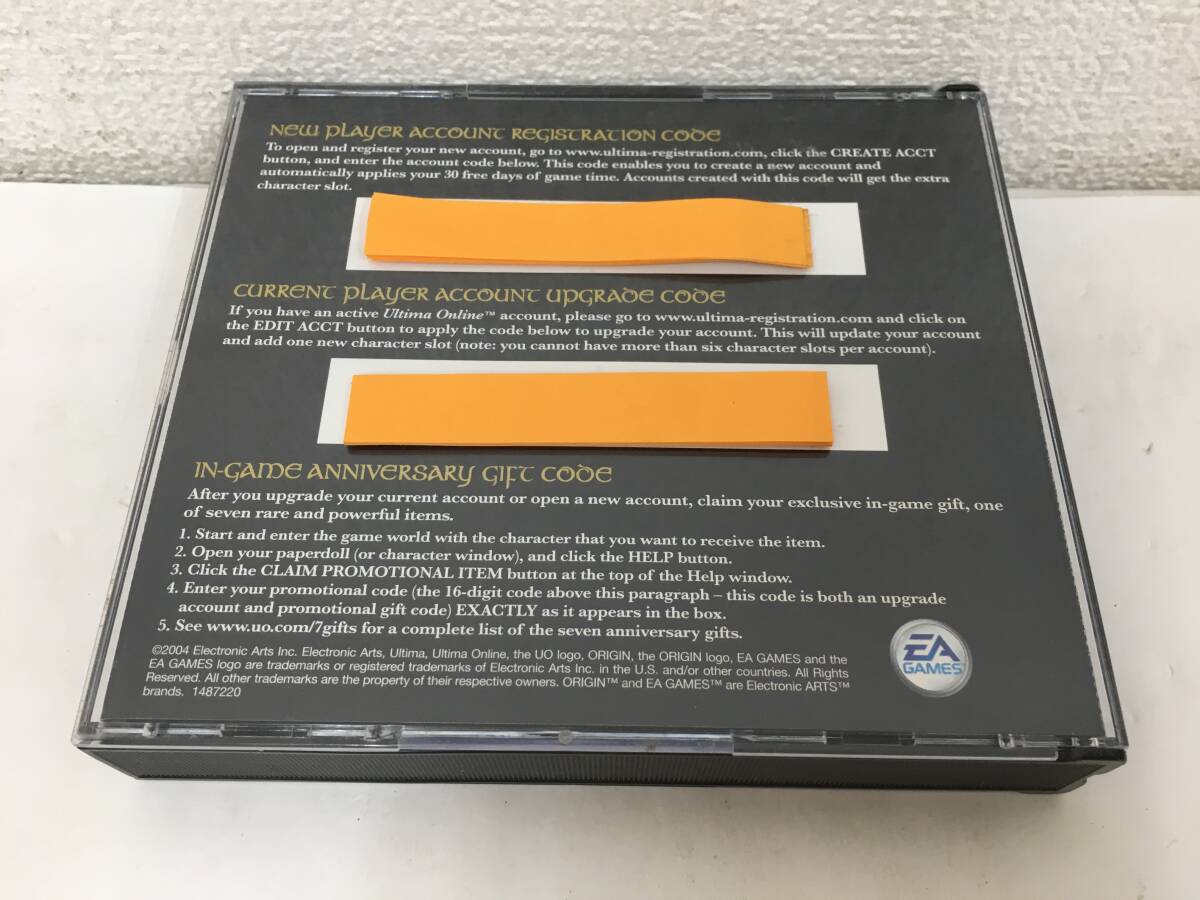 NEW PLAYER ACCOUNT REGISTRATION CODE
To open and register your new account, go to www.ultima-registration.com, click the CREATE ACCT
button, and enter the account code below. This code enables you to create a new account and
automatically applies your 30 free days of game time. Accounts created with this code will get the extra
character slot.
CURRENT PLAYER ACCOUNT UPGRADE CODE
If you have an active Ultima Online™ account, please go to www.ultima-registration.com and click on
the EDIT ACCT button to apply the code below to upgrade your account. This will update your account
and add one new character slot (note: you cannot have more than six character slots per account).
IN-GAME ANNIVERSARY GIFT CODE
After you upgrade your current account or open a new account, claim your exclusive in-game gift, one
of seven rare and powerful items.
1. Start and enter the game world with the character that you want to receive the item.
2. Open your paperdoll (or character window), and click the HELP button.
3. Click the CLAIM PROMOTIONAL ITEM button at the top of the Help window.
4. Enter your promotional code (the 16-digit code above this paragraph – this code is both an upgrade
account and promotional gift code) EXACTLY as it appears in the box.
5. See www.uo.com/7gifts for a complete list of the seven anniversary gifts.
©2004 Electronic Arts Inc. Electronic Arts, Ultima, Ultima Online, the UO logo, ORIGIN, the ORIGIN logo, EA GAMES and the
EA GAMES logo are trademarks or registered trademarks of Electronic Arts Inc. in the U.S. and/or other countries. All Rights
Reserved. All other trademarks are the property of their respective owners. ORIGIN™ and EA GAMES™ are Electronic ARTS™
brands. 1487220
EA
GAMES